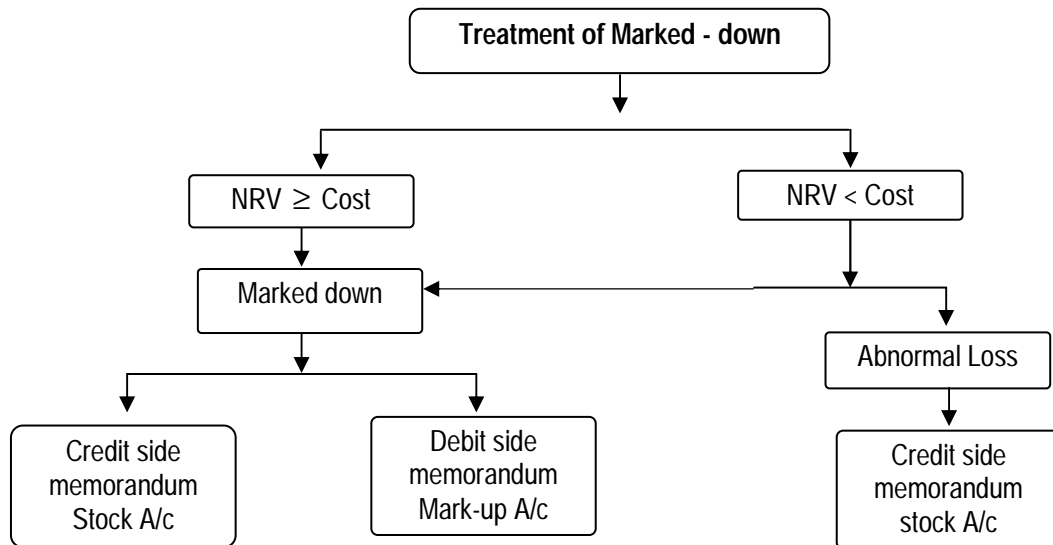 Treatment of Marked - down
NRV ≥ Cost
NRV < Cost
Marked down
Abnormal Loss
Credit side
memorandum
Stock A/c
Debit side
memorandum
Mark-up A/c
Credit side
memorandum
stock A/c